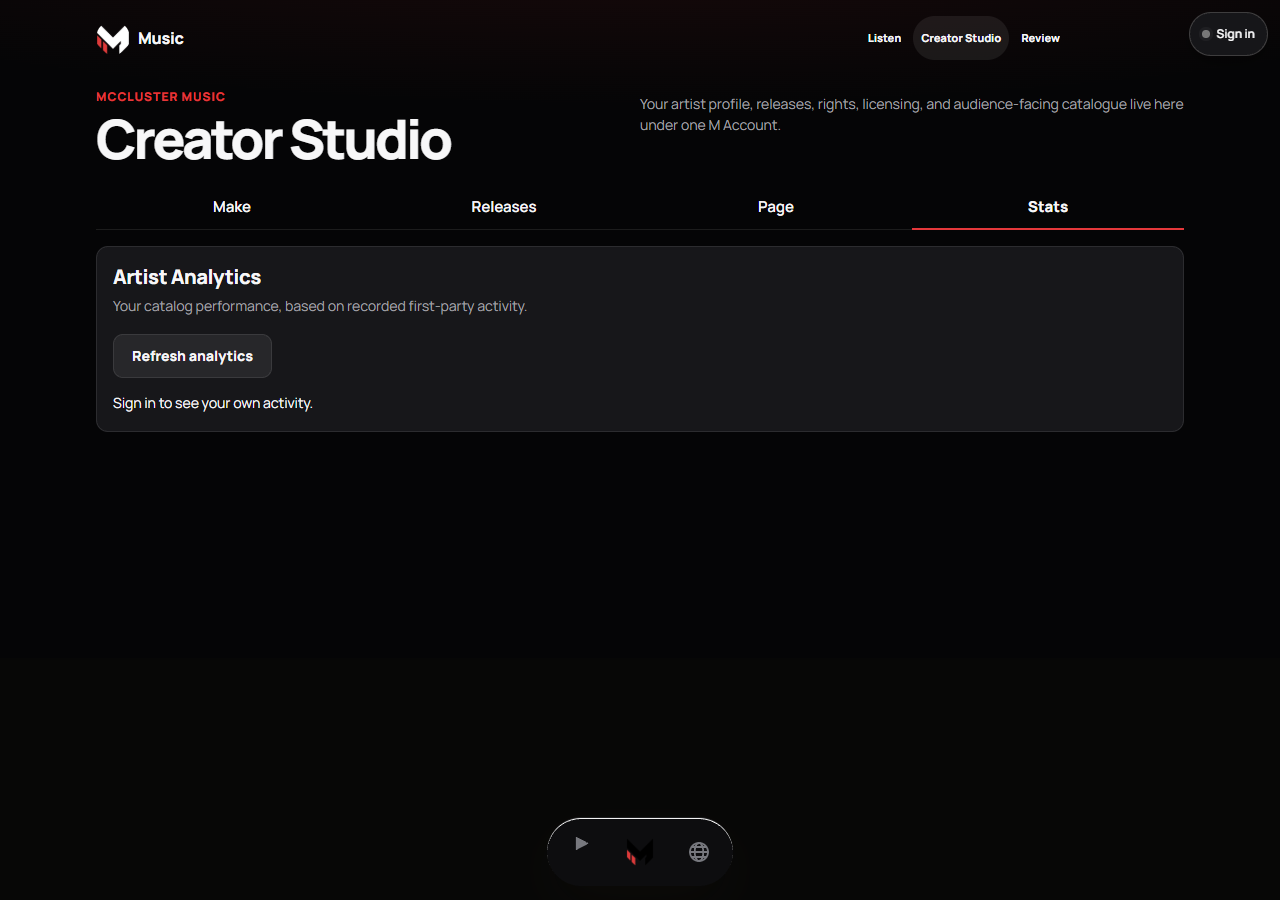 Music
Listen
Creator Studio
Review
Sign in
MCCLUSTER MUSIC
Creator Studio
Your artist profile, releases, rights, licensing, and audience-facing catalogue live here
under one M Account.
Make
Releases
Page
Stats
Artist Analytics
Your catalog performance, based on recorded first-party activity.
Refresh analytics
Sign in to see your own activity.